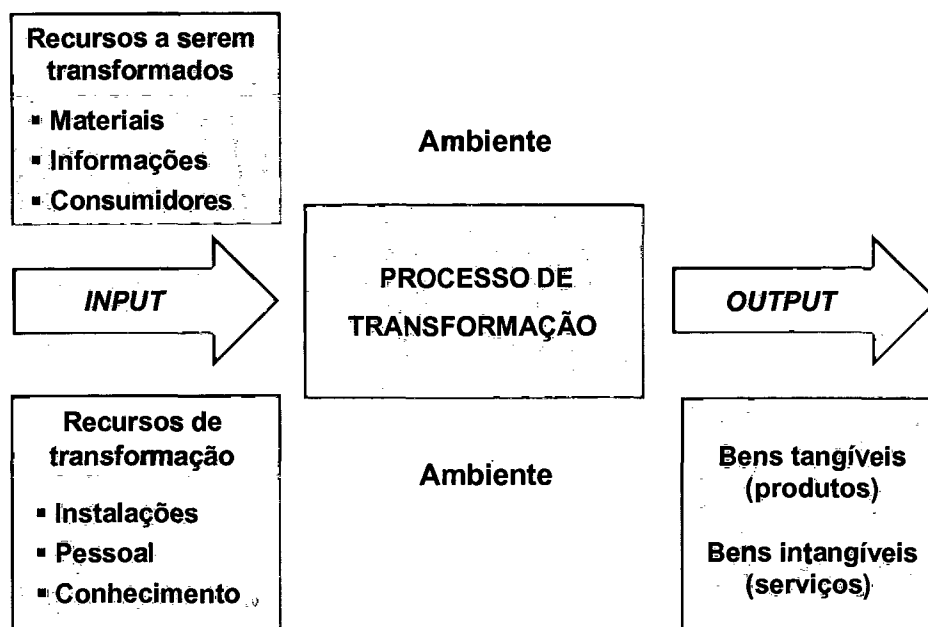 Recursos a serem
transformados
▪ Materiais
▪ Informações
▪ Consumidores
Ambiente
INPUT
PROCESSO DE
TRANSFORMAÇÃO
OUTPUT
Recursos de
transformação
▪ Instalações
▪ Pessoal
▪ Conhecimento
Ambiente
Bens tangíveis
(produtos)
Bens intangíveis
(serviços)